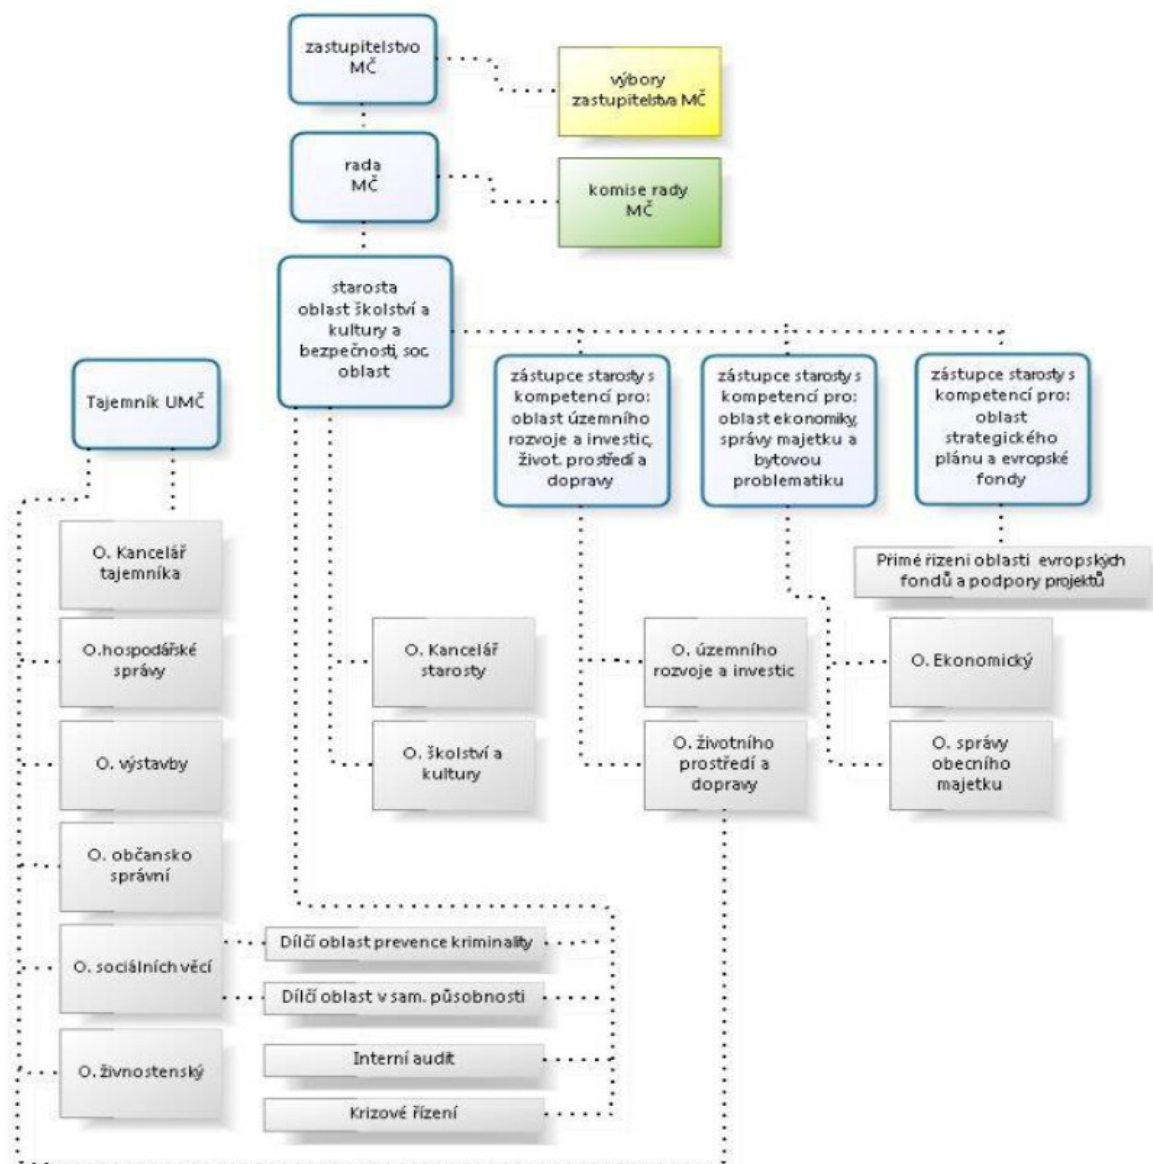 zastupitelstvo
MČ
výbory
zastupitelstva MČ
rada
MČ
komise rady
MČ
starosta
oblast školství a
kultury a
bezpečnosti, soc.
oblast
Tajemník UMČ
zástupce starosty s
kompetencí pro:
oblast územního
rozvoje a investic,
život. prostředí a
dopravy
zástupce starosty s
kompetencí pro:
oblast ekonomiky,
správy majetku a
bytovou
problematiku
zástupce starosty s
kompetencí pro:
oblast
strategického
plánu a evropské
fondy
O. Kancelář
tajemníka
Přímé řízení oblasti evropských
fondů a podpory projektů
O.hospodářské
správy
O. Kancelář
starosty
O. územního
rozvoje a investic
O. Ekonomický
O. výstavby
O. školství a
kultury
O. životního
prostředí a
dopravy
O. správy
obecního
majetku
O. občansko
správní
O. sociálních věcí
Dílčí oblast prevence kriminality
Dílčí oblast v sam. působnosti
O. živnostenský
Interní audit
Krizové řízení